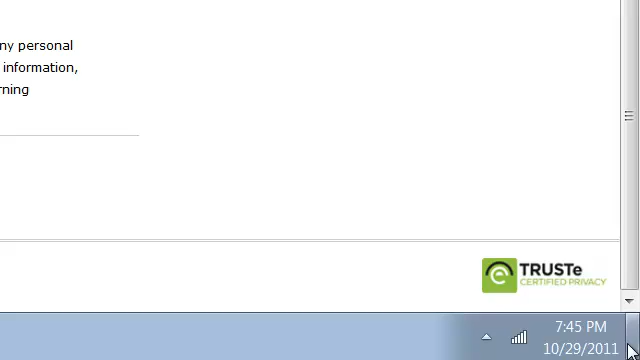 ny personal
information,
rning
TRUSTe
CERTIFIED PRIVACY
7:45 PM
10/29/2011